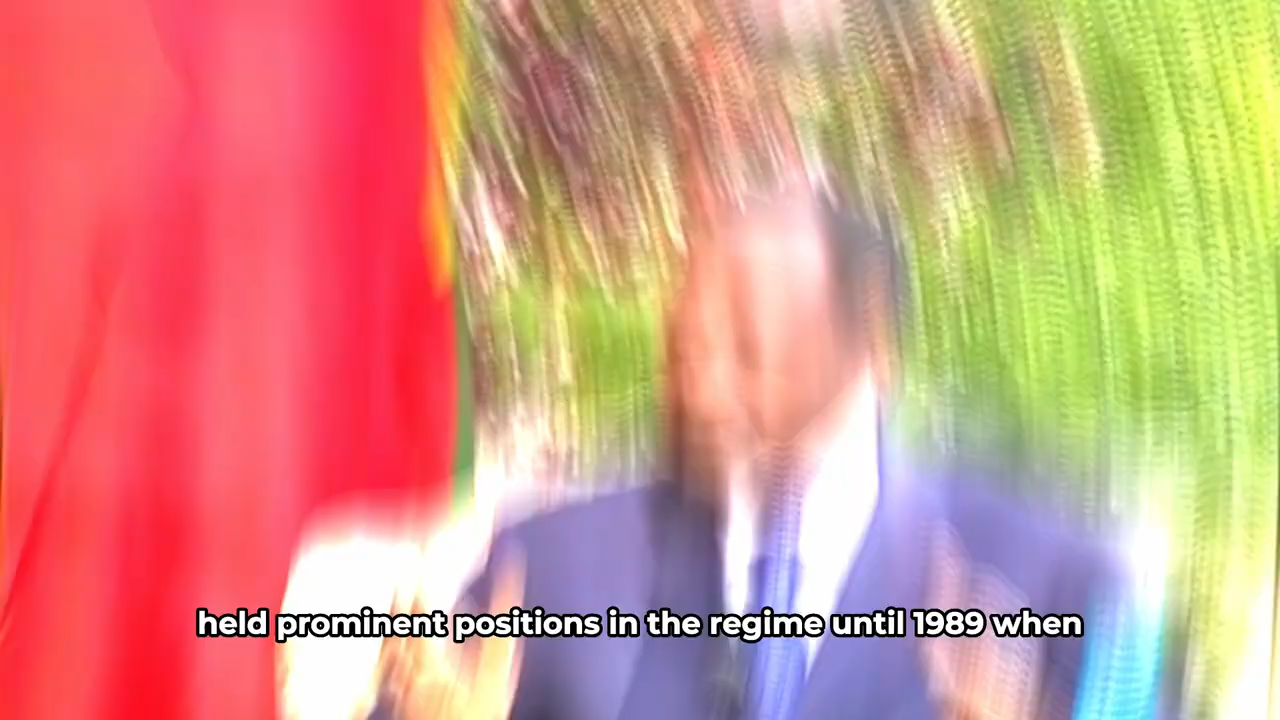 held prominent positions in the regime until 1989 when